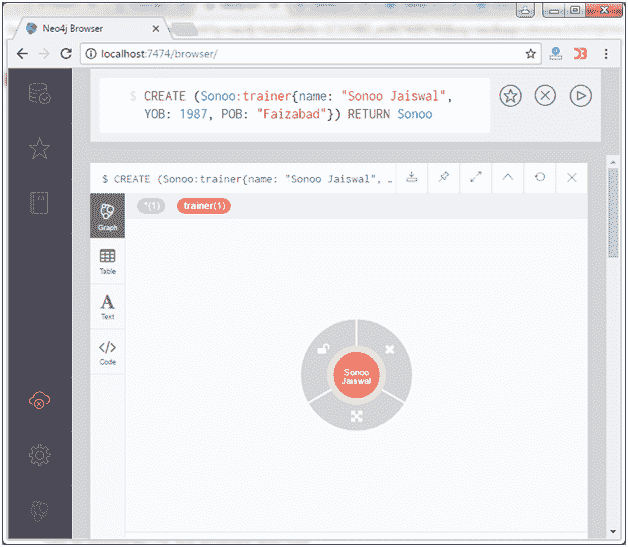 Neo4j Browser
localhost:7474/browser/
$ CREATE (Sonoo:trainer{name: "Sonoo Jaiswal",
YOB: 1987, POB: "Faizabad"}) RETURN Sonoo
$ CREATE (Sonoo:trainer{name: "Sonoo Jaiswal", …
*(1) trainer(1)
Graph
Table
Text
Code
Sonoo
Jaiswal